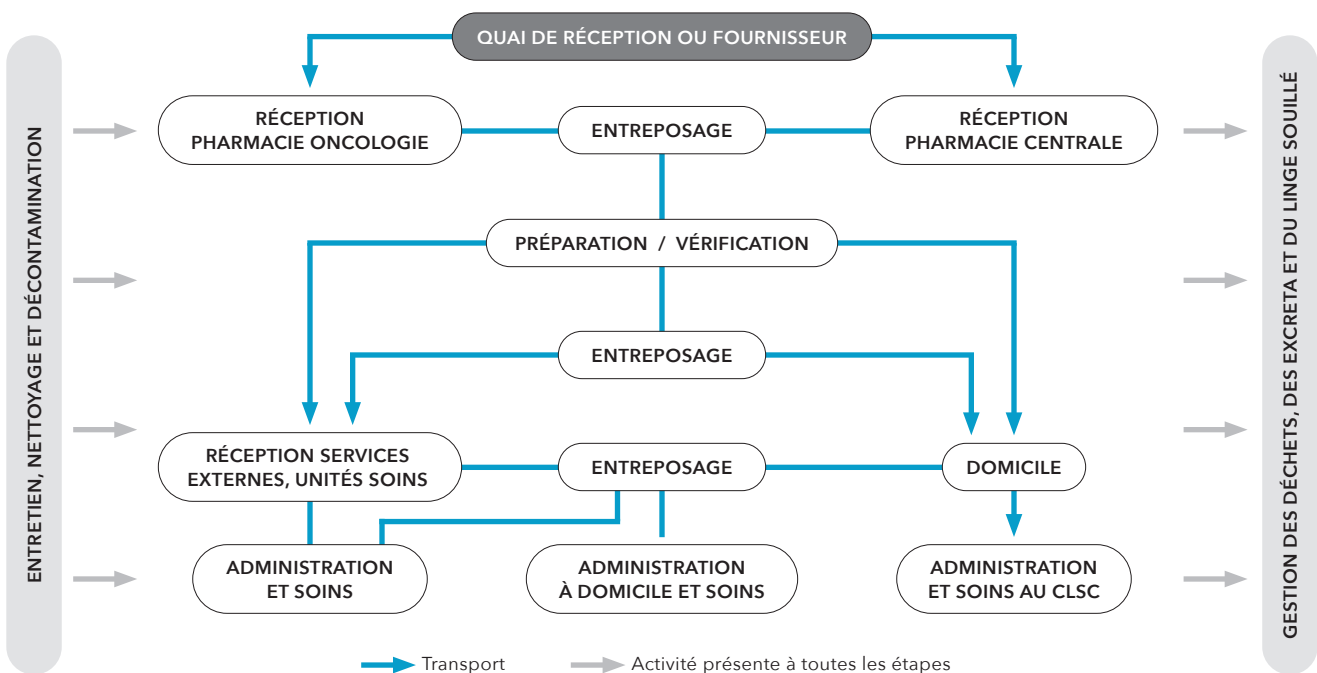 QUAI DE RÉCEPTION OU FOURNISSEUR
ENTRETIEN, NETTOYAGE ET DÉCONTAMINATION
RÉCEPTION
PHARMACIE ONCOLOGIE
ENTREPOSAGE
RÉCEPTION
PHARMACIE CENTRALE
PRÉPARATION / VÉRIFICATION
ENTREPOSAGE
RÉCEPTION SERVICES
EXTERNES, UNITÉS SOINS
ENTREPOSAGE
DOMICILE
ADMINISTRATION
ET SOINS
ADMINISTRATION
À DOMICILE ET SOINS
ADMINISTRATION
ET SOINS AU CLSC
GESTION DES DÉCHETS, DES EXCRETA ET DU LINGE SOUILLÉ
Transport
Activité présente à toutes les étapes